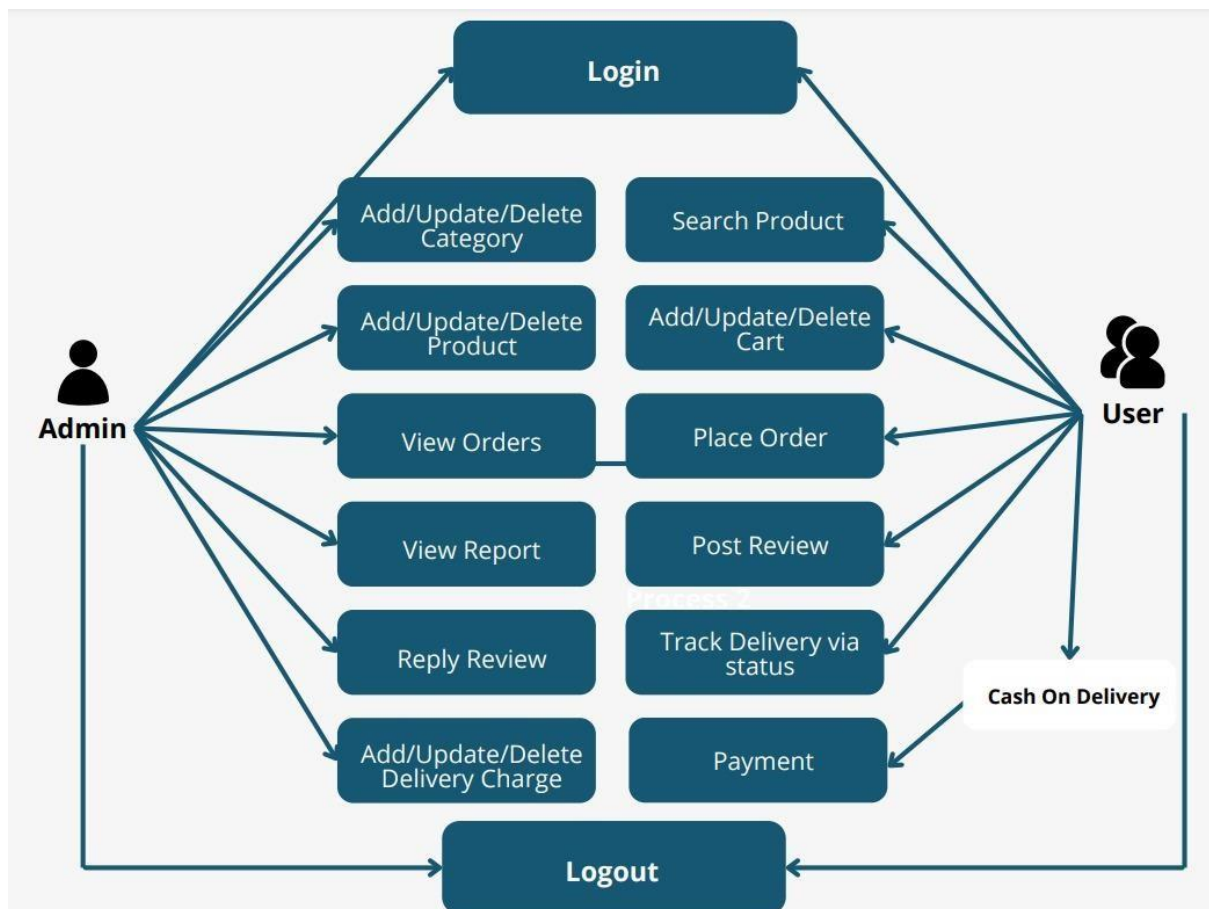 Login
Add/Update/Delete
Category
Search Product
Add/Update/Delete
Product
Add/Update/Delete
Cart
Admin
User
View Orders
Place Order
View Report
Post Review
Process 2
Reply Review
Track Delivery via
status
Cash On Delivery
Add/Update/Delete
Delivery Charge
Payment
Logout